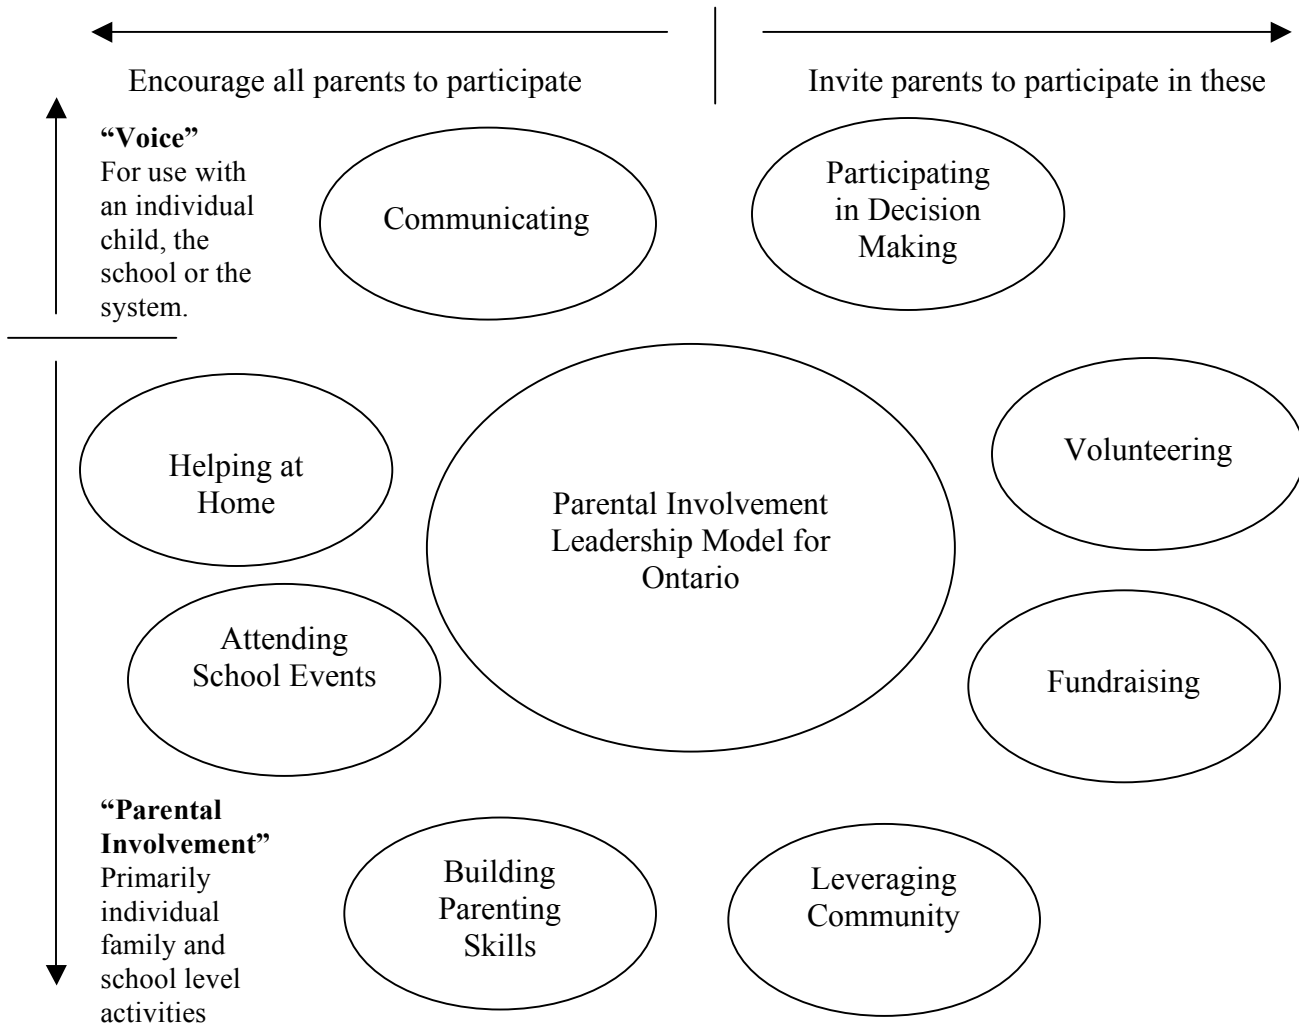 Encourage all parents to participate
Invite parents to participate in these
“Voice”
For use with
an individual
child, the
school or the
system.
Communicating
Participating
in Decision
Making
Helping at
Home
Parental Involvement
Leadership Model for
Ontario
Volunteering
Attending
School Events
Fundraising
“Parental
Involvement”
Primarily
individual
family and
school level
activities
Building
Parenting
Skills
Leveraging
Community